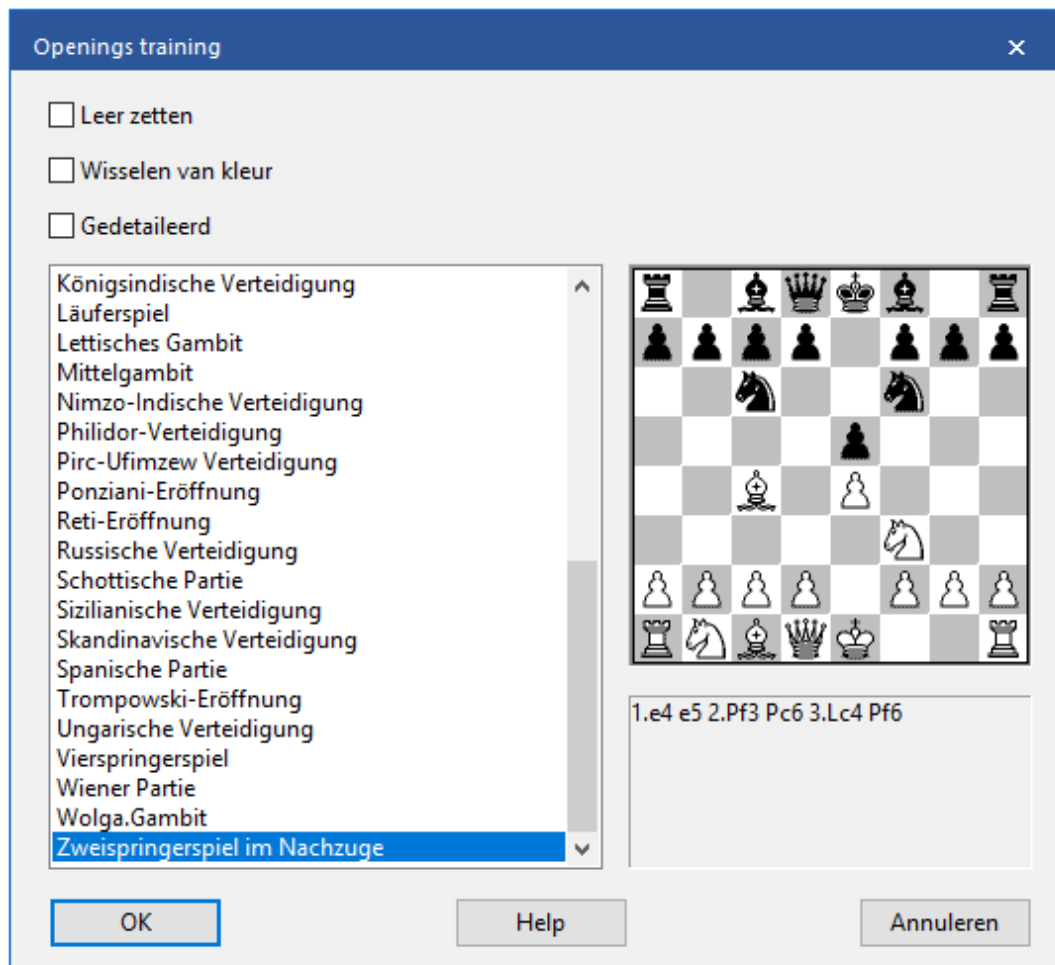 Openings training
Leer zetten
Wisselen van kleur
Gedetaileerd
Königsindische Verteidigung
Läuferspiel
Lettisches Gambit
Mittelgambit
Nimzo-Indische Verteidigung
Philidor-Verteidigung
Pirc-Ufimzew Verteidigung
Ponziani-Eröffnung
Reti-Eröffnung
Russische Verteidigung
Schottische Partie
Sizilianische Verteidigung
Skandinavische Verteidigung
Spanische Partie
Trompowski-Eröffnung
Ungarische Verteidigung
Vierspringerspiel
Wiener Partie
Wolga.Gambit
Zweispringerspiel im Nachzuge
1.e4 e5 2.Pf3 Pc6 3.Lc4 Pf6
OK
Help
Annuleren